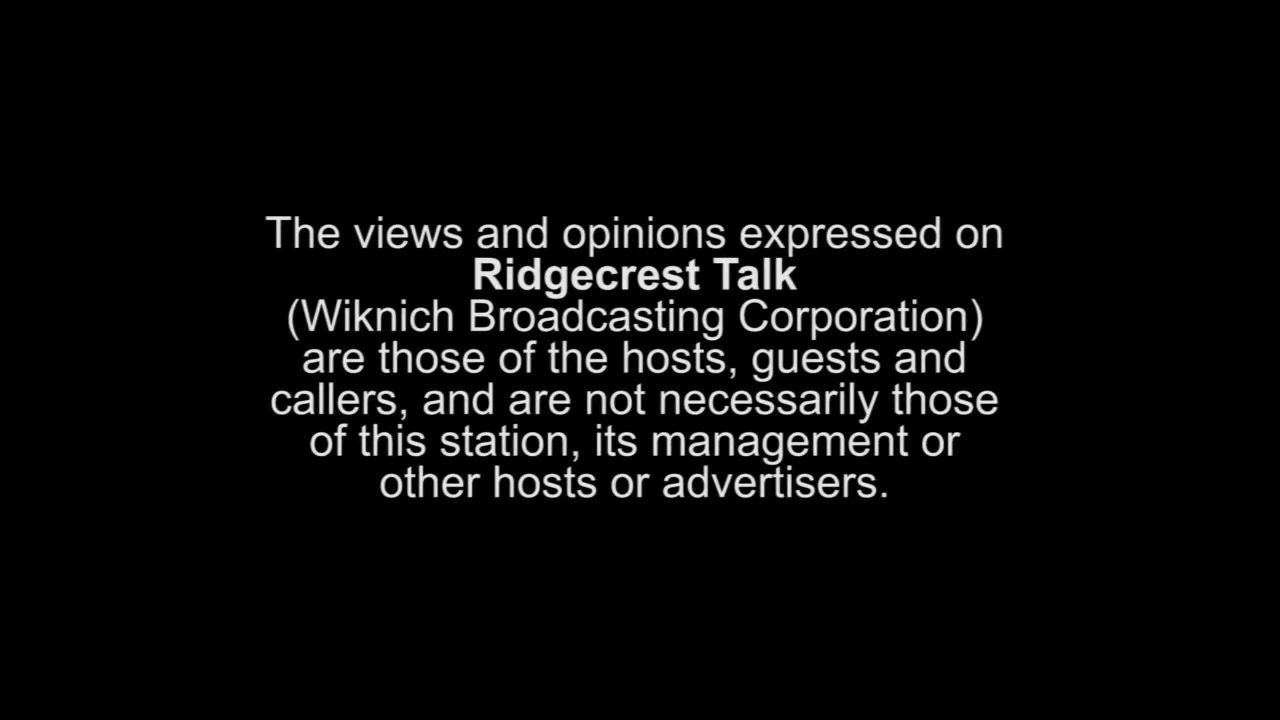 The views and opinions expressed on
Ridgecrest Talk
(Wiknich Broadcasting Corporation)
are those of the hosts, guests and
callers, and are not necessarily those
of this station, its management or
other hosts or advertisers.